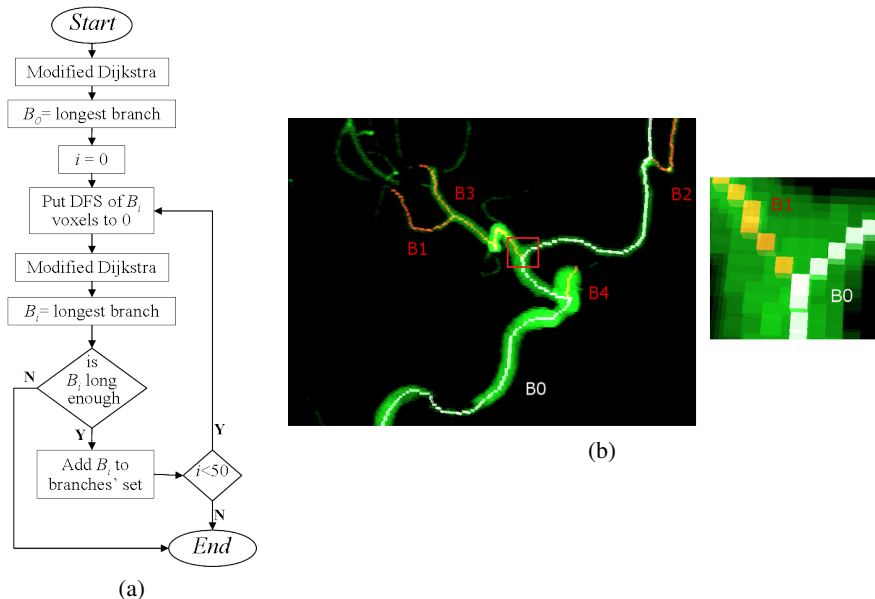 Start
Modified Dijkstra
B0= longest branch
i = 0
Put DFS of Bi
voxels to 0
Modified Dijkstra
Bi= longest branch
is
Bi long
enough
N
Y
Add Bi to
branches' set
Y
i<50
N
End
(a)
B3
B1
B2
B4
B0
(b)
B1
B0